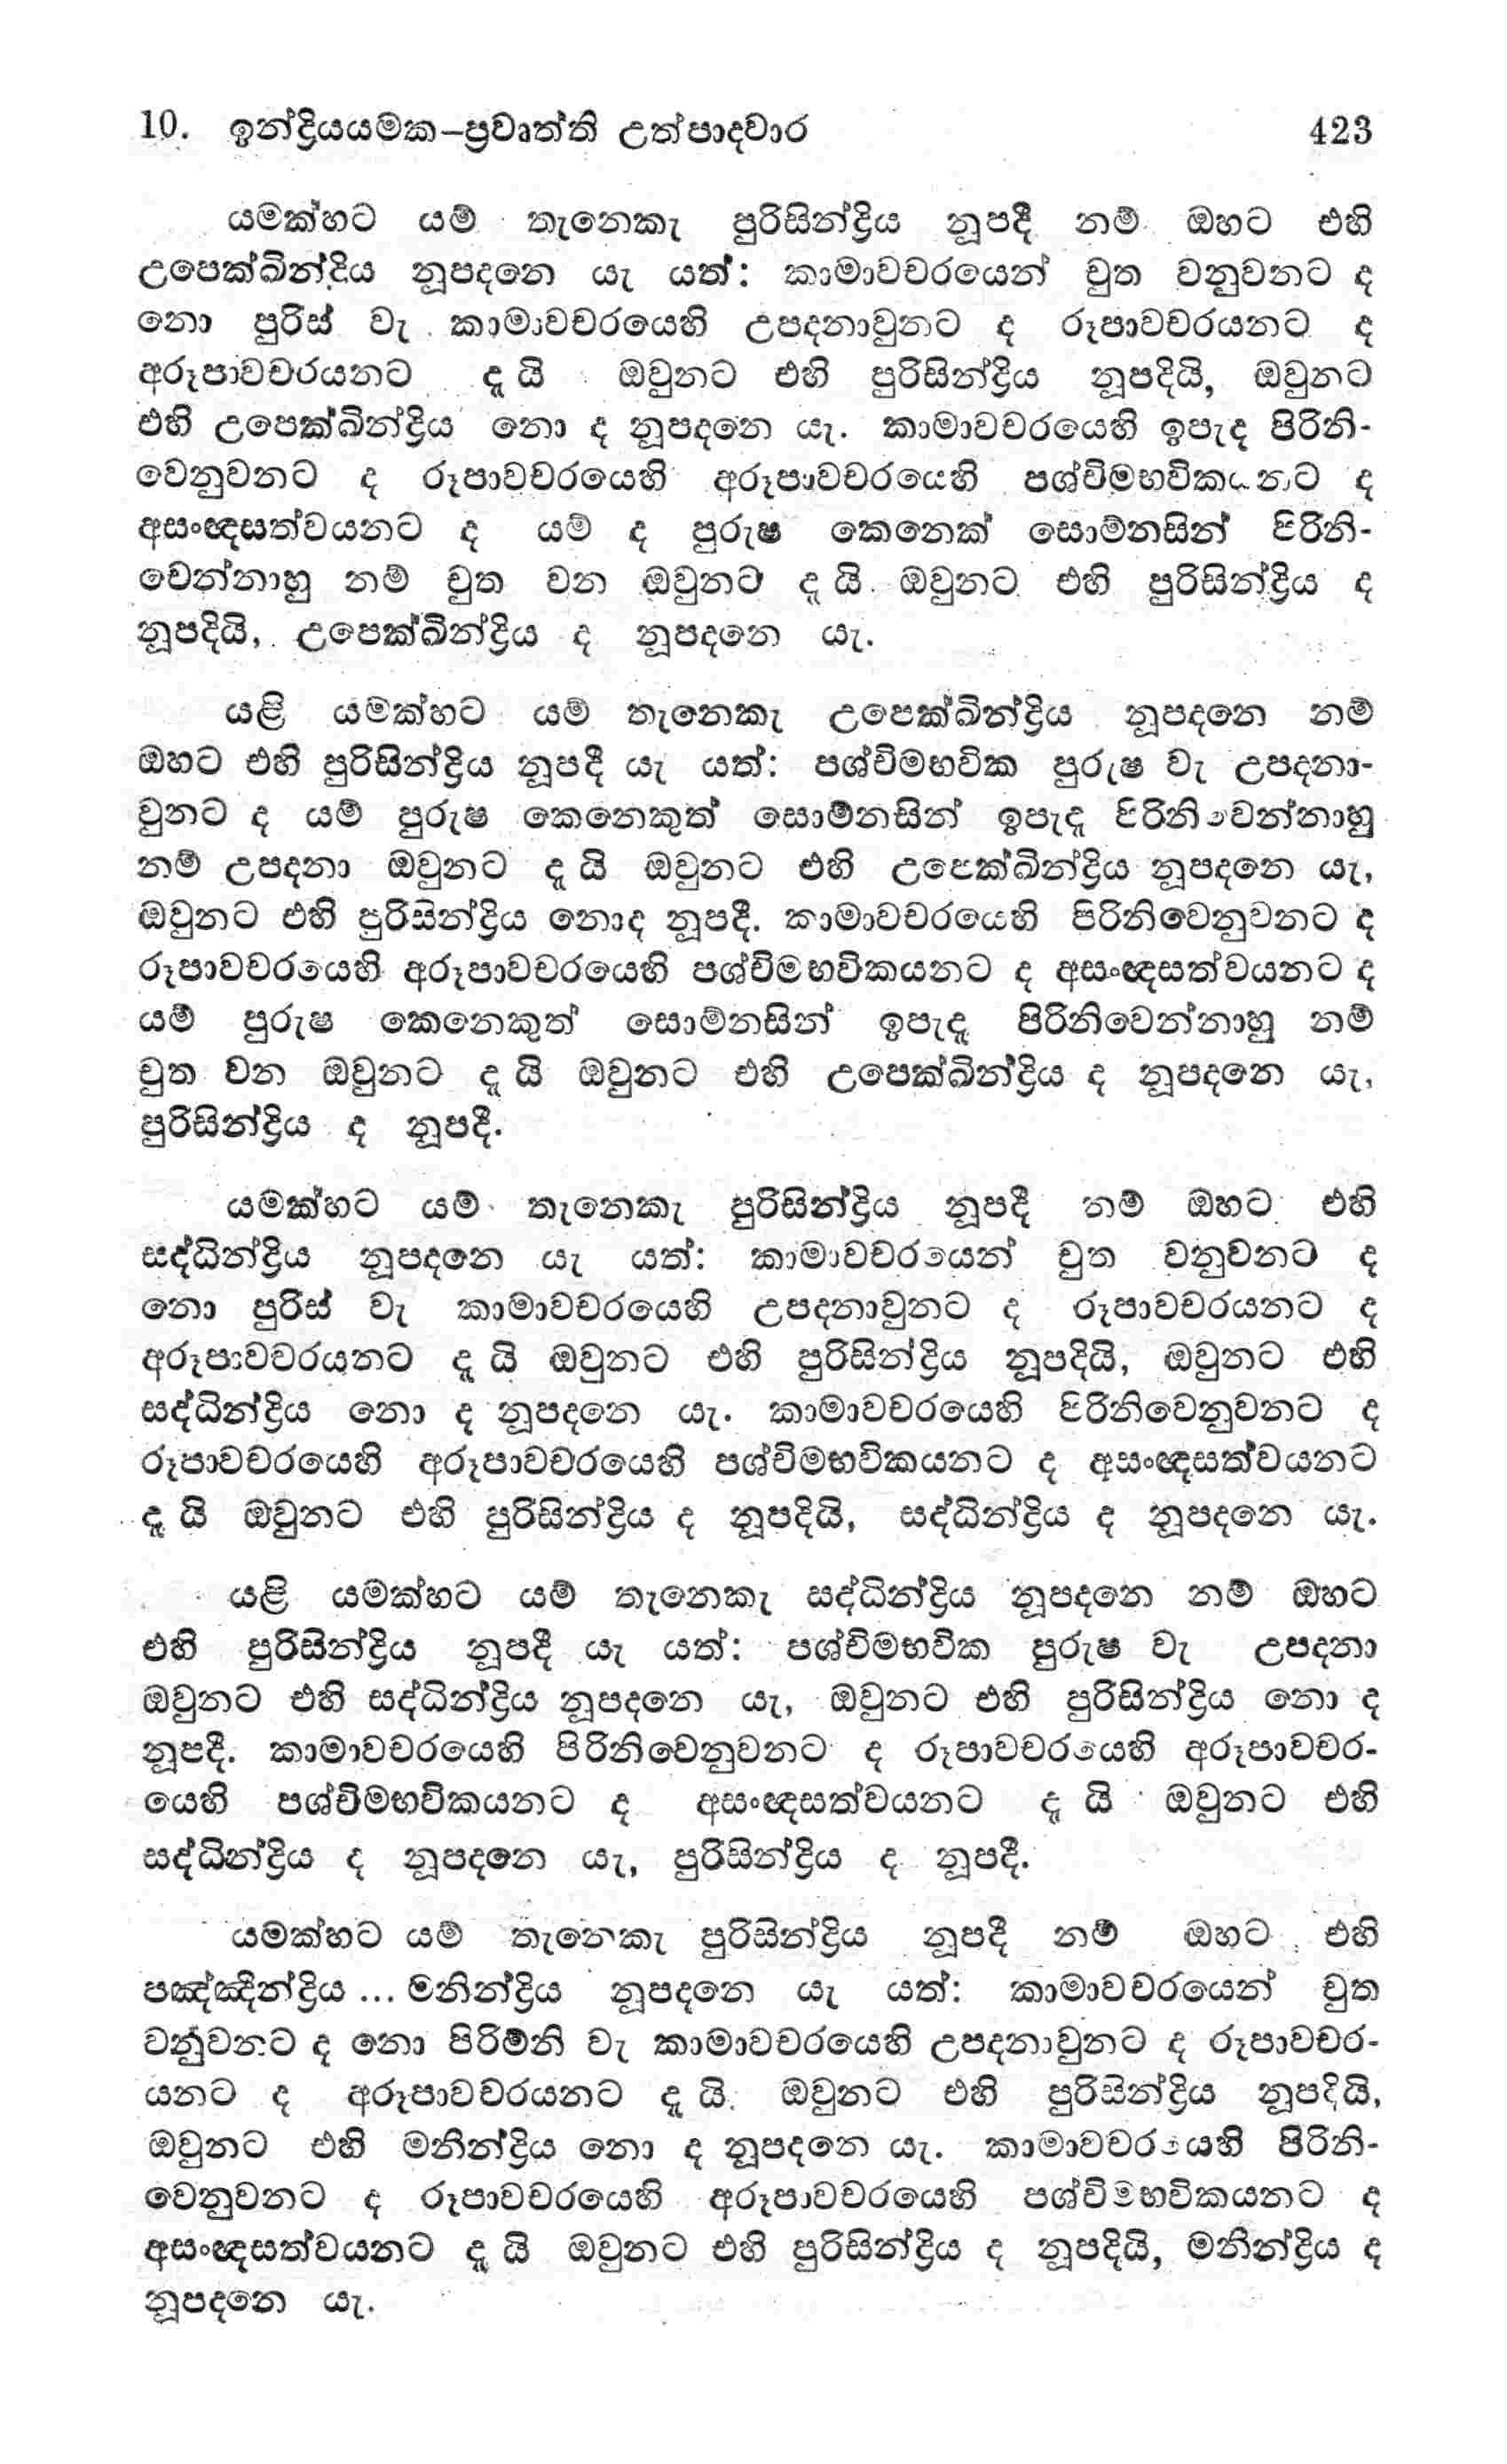 10. ඉන්ද්‍රියයමක–ප්‍රවෘත්ති උත්පාදවාර 423
යමක්හට යම් තැනෙකැ පුරිසින්ද්‍රිය නූපදී නම් ඔහට එහි
උපෙක්ඛින්ද්‍රිය නූපදනෙ යැ යත්: කාමාවචරයෙන් චුත වනුවනට ද
නො පුරිස් වැ කාමාවචරයෙහි උපදනාවුනට ද රූපාවචරයනට ද
අරූපාවචරයනට දැ යි ඔවුනට එහි පුරිසින්ද්‍රිය නූපදියි, ඔවුනට
එහි උපෙක්ඛින්ද්‍රිය නො ද නූපදනෙ යැ. කාමාවචරයෙහි ඉපැද පිරිනි-
වෙනුවනට ද රූපාවචරයෙහි අරූපාවචරයෙහි පශ්චිමභවිකයනට ද
අසංඥසත්වයනට ද යම් ද පුරුෂ කෙනෙක් සොම්නසින් පිරිනි-
වෙන්නාහු නම් චුත වන ඔවුනට දැ යි ඔවුනට එහි පුරිසින්ද්‍රිය ද
නූපදියි, උපෙක්ඛින්ද්‍රිය ද නූපදනෙ යැ.
යළි යමක්හට යම් තැනෙකැ උපෙක්ඛින්ද්‍රිය නූපදනෙ නම්
ඔහට එහි පුරිසින්ද්‍රිය නූපදී යැ යත්: පශ්චිමභවික පුරුෂ වැ උපදනා-
වුනට ද යම් පුරුෂ කෙනෙකුත් සොම්නසින් ඉපැදැ පිරිනිවෙන්නාහු
නම් උපදනා ඔවුනට දැ යි ඔවුනට එහි උපෙක්ඛින්ද්‍රිය නූපදනෙ යැ,
ඔවුනට එහි පුරිසින්ද්‍රිය නොද නූපදී. කාමාවචරයෙහි පිරිනිවෙනුවනට ද
රූපාවචරයෙහි අරූපාවචරයෙහි පශ්චිමභවිකයනට ද අසංඥසත්වයනට ද
යම් පුරුෂ කෙනෙකුත් සොම්නසින් ඉපැදැ පිරිනිවෙන්නාහු නම්
චුත වන ඔවුනට දැ යි ඔවුනට එහි උපෙක්ඛින්ද්‍රිය ද නූපදනෙ යැ,
පුරිසින්ද්‍රිය ද නූපදී.
යමක්හට යම් තැනෙකැ පුරිසින්ද්‍රිය නූපදී නම් ඔහට එහි
සද්ධින්ද්‍රිය නූපදනෙ යැ යත්: කාමාවචරයෙන් චුත වනුවනට ද
නො පුරිස් වැ කාමාවචරයෙහි උපදනාවුනට ද රූපාවචරයනට ද
අරූපාවචරයනට දැ යි ඔවුනට එහි පුරිසින්ද්‍රිය නූපදියි, ඔවුනට එහි
සද්ධින්ද්‍රිය නො ද නූපදනෙ යැ. කාමාවචරයෙහි පිරිනිවෙනුවනට ද
රූපාවචරයෙහි අරූපාවචරයෙහි පශ්චිමභවිකයනට ද අසංඥසත්වයනට
දැ යි ඔවුනට එහි පුරිසින්ද්‍රිය ද නූපදියි, සද්ධින්ද්‍රිය ද නූපදනෙ යැ.
යළි යමක්හට යම් තැනෙකැ සද්ධින්ද්‍රිය නූපදනෙ නම් ඔහට
එහි පුරිසින්ද්‍රිය නූපදී යැ යත්: පශ්චිමභවික පුරුෂ වැ උපදනා
ඔවුනට එහි සද්ධින්ද්‍රිය නූපදනෙ යැ, ඔවුනට එහි පුරිසින්ද්‍රිය නො ද
නූපදී. කාමාවචරයෙහි පිරිනිවෙනුවනට ද රූපාවචරයෙහි අරූපාවචර-
යෙහි පශ්චිමභවිකයනට ද අසංඥසත්වයනට දැ යි ඔවුනට එහි
සද්ධින්ද්‍රිය ද නූපදනෙ යැ, පුරිසින්ද්‍රිය ද නූපදී.
යමක්හට යම් තැනෙකැ පුරිසින්ද්‍රිය නූපදී නම් ඔහට එහි
පඤ්ඤින්ද්‍රිය ... මනින්ද්‍රිය නූපදනෙ යැ යත්: කාමාවචරයෙන් චුත
වනුවනට ද නො පිරිමිනි වැ කාමාවචරයෙහි උපදනාවුනට ද රූපාවචර-
යනට ද අරූපාවචරයනට දැ යි ඔවුනට එහි පුරිසින්ද්‍රිය නූපදියි,
ඔවුනට එහි මනින්ද්‍රිය නො ද නූපදනෙ යැ. කාමාවචරයෙහි පිරිනි-
වෙනුවනට ද රූපාවචරයෙහි අරූපාවචරයෙහි පශ්චිමභවිකයනට ද
අසංඥසත්වයනට දැ යි ඔවුනට එහි පුරිසින්ද්‍රිය ද නූපදියි, මනින්ද්‍රිය ද
නූපදනෙ යැ.